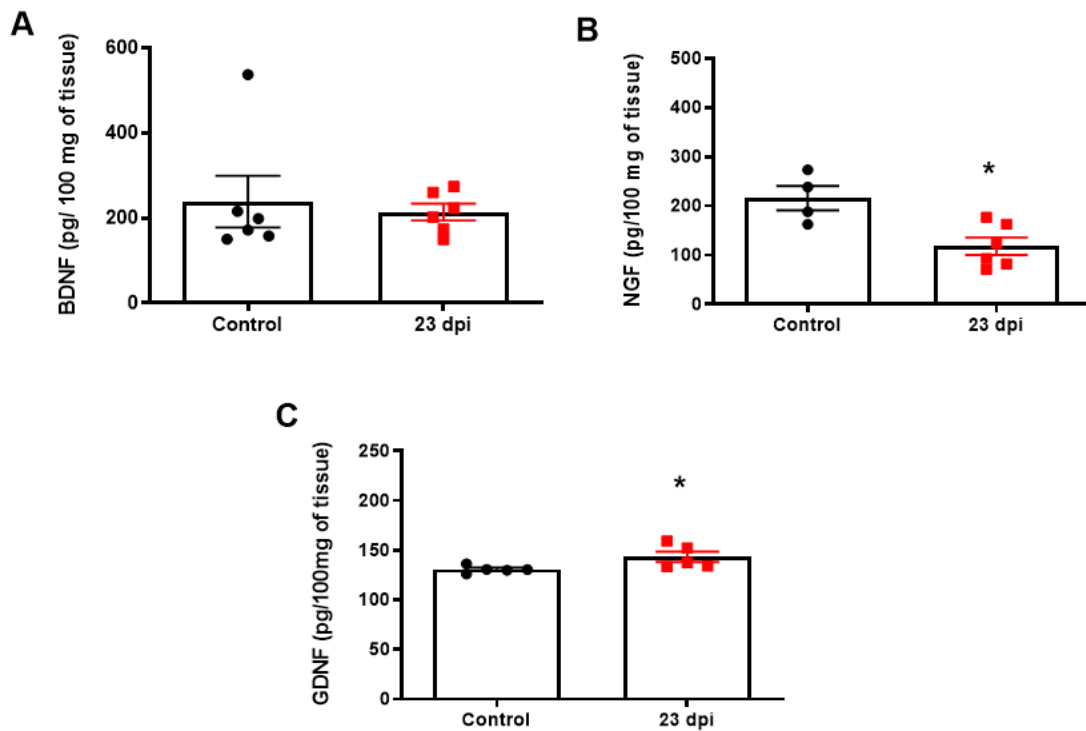 A
BDNF (pg/ 100 mg of tissue)
600
400
200
0
Control
23 dpi
B
NGF (pg/100 mg of tissue)
500
400
300
200
100
0
*
Control
23 dpi
C
GDNF (pg/100mg of tissue)
250
200
150
100
50
0
*
Control
23 dpi